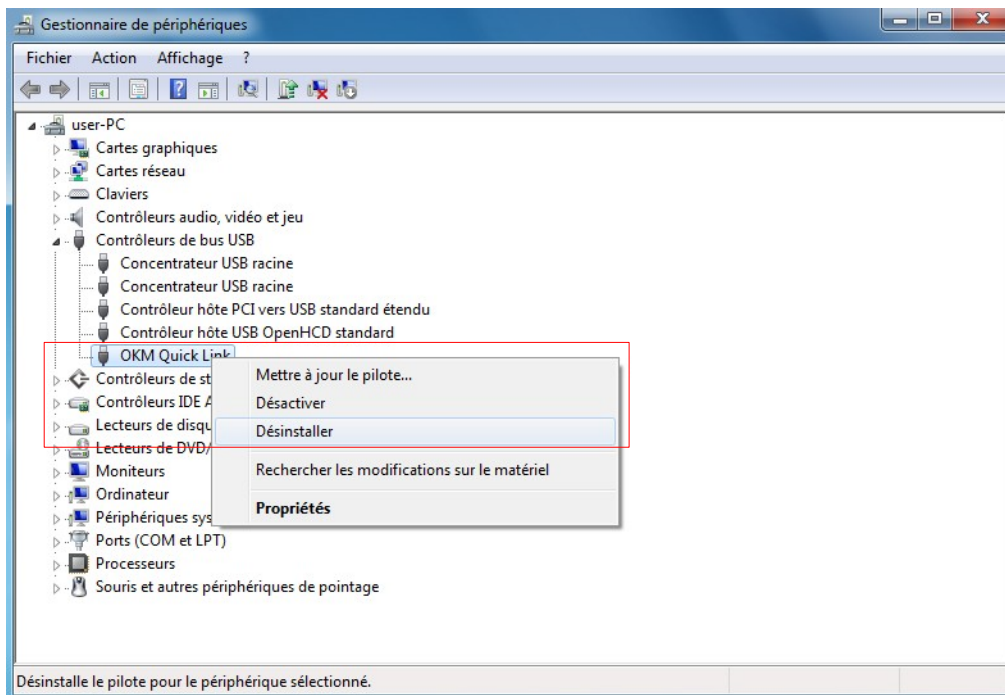 Gestionnaire de périphériques
Fichier Action Affichage ?
user-PC
Cartes graphiques
Cartes réseau
Claviers
Contrôleurs audio, vidéo et jeu
Contrôleurs de bus USB
Concentrateur USB racine
Concentrateur USB racine
Contrôleur hôte PCI vers USB standard étendu
Contrôleur hôte USB OpenHCD standard
OKM Quick Link
Contrôleurs de st
Contrôleurs IDE A
Lecteurs de disqu
Lecteurs de DVD/
Moniteurs
Ordinateur
Périphériques sys
Ports (COM et LPT)
Processeurs
Souris et autres périphériques de pointage
Mettre à jour le pilote...
Désactiver
Désinstaller
Rechercher les modifications sur le matériel
Propriétés
Désinstalle le pilote pour le périphérique sélectionné.